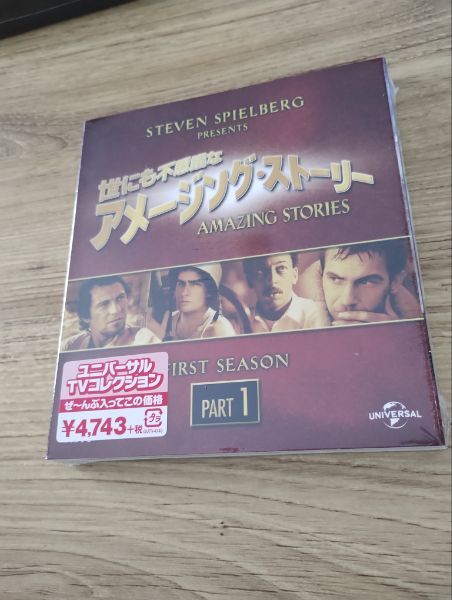 STEVEN SPIELBERG
PRESENTS
世にも不思議な
アメージング・ストーリー
AMAZING STORIES
FIRST SEASON
PART 1
ユニバーサル
TVコレクション
ぜ〜んぶ入ってこの価格
¥4,743+税
プラ
UNIVERSAL